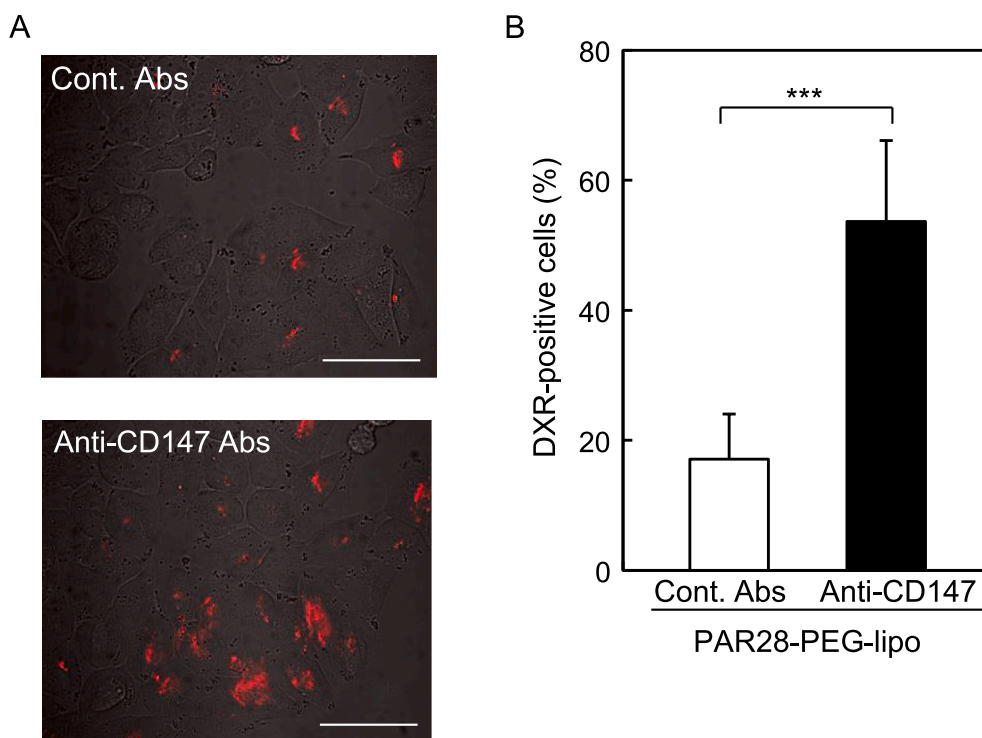 A
Cont. Abs
Anti-CD147 Abs
B
DXR-positive cells (%)
80
60
40
20
0
***
Cont. Abs
Anti-CD147
PAR28-PEG-lipo